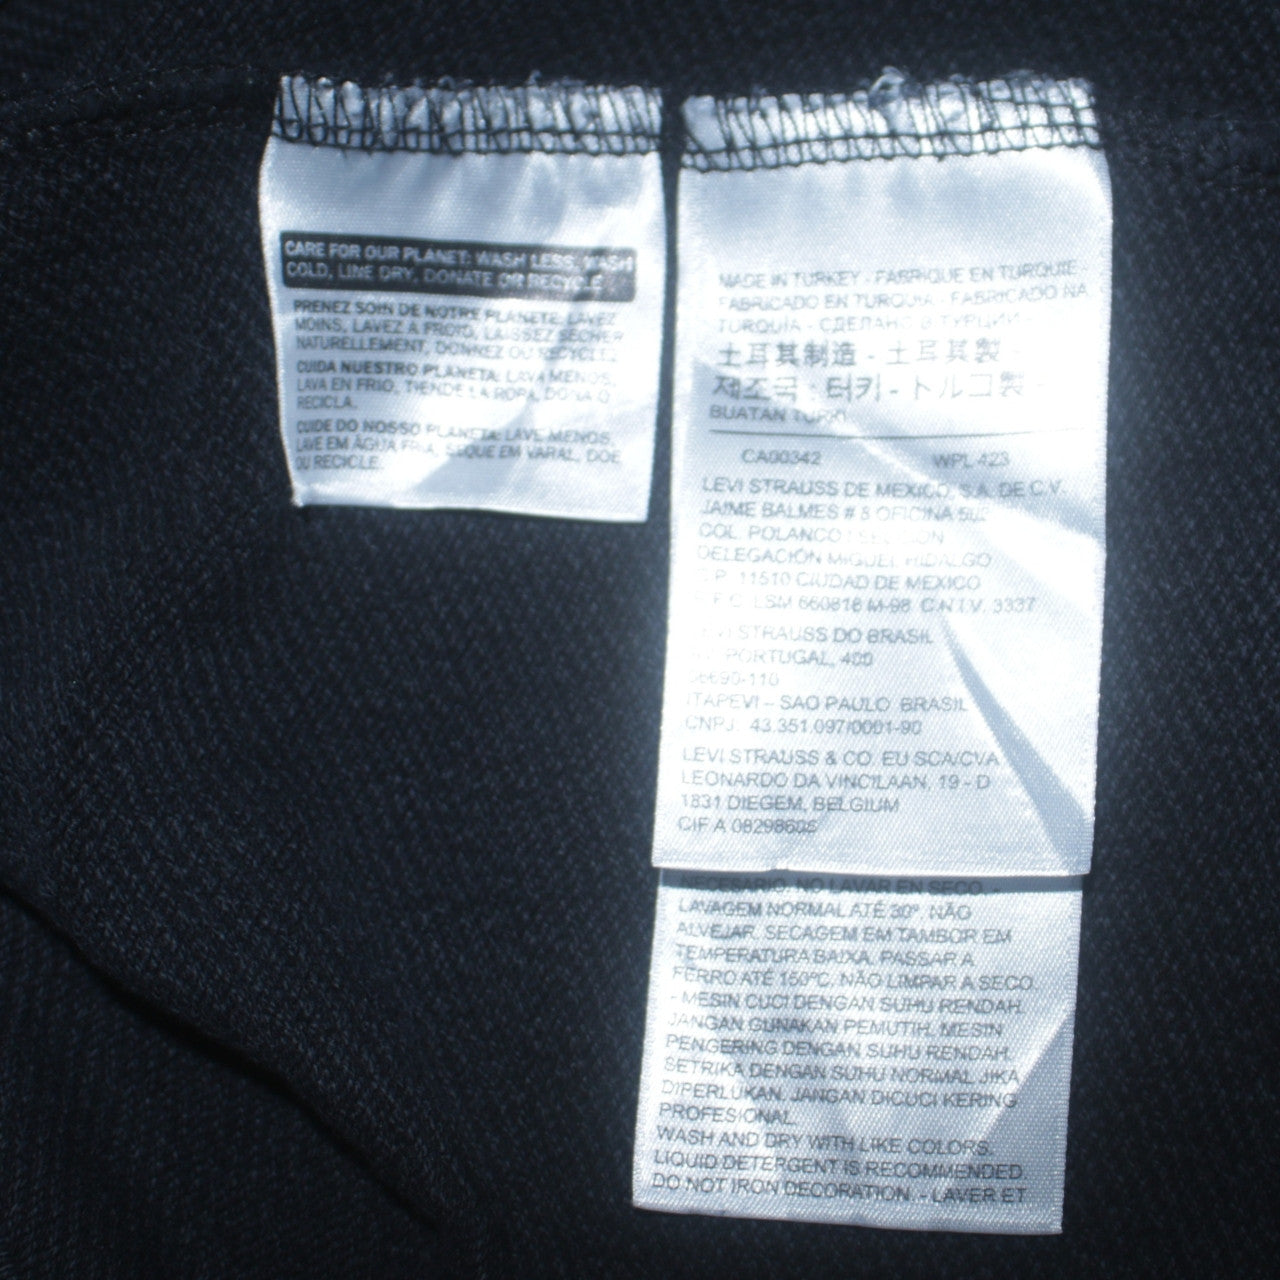 CARE FOR OUR PLANET: WASH LESS, WASH
COLD, LINE DRY, DONATE OR RECYCLE
PRENEZ SOIN DE NOTRE PLANETE: LAVEZ
MOINS, LAVEZ A FROID, LAISSEZ SECHER
NATURELLEMENT, DONNEZ OU RECYCLE.
CUIDA NUESTRO PLANETA: LAVA MENOS,
LAVA EN FRIO, TIENDE LA ROPA, DONA O
RECICLA.
CUIDE DO NOSSO PLANETA: LAVE MENOS,
LAVE EM ÁGUA FRIA, SEQUE EM VARAL, DOE
OU RECICLE.
MADE IN TURKEY - FABRIQUE EN TURQUIE -
FABRICADO EN TURQUIA - FABRICADO NA
TURQUÍA - СДЕЛАНО В ТУРЦИИ -
土耳其制造 - 土耳其製 -
제조국 : 터키 - トルコ製 -
BUATAN TURKI
CA00342 WPL 423
LEVI STRAUSS DE MEXICO, S.A. DE C.V.
JAIME BALMES # 8 OFICINA 502
COL. POLANCO I SECCION
DELEGACIÓN MIGUEL HIDALGO
C.P. 11510 CIUDAD DE MEXICO
R.F.C. LSM 660818 M-98 C.N.I.V. 3337
LEVI STRAUSS DO BRASIL
PORTUGAL, 400
06690-110
ITAPEVI – SAO PAULO BRASIL
CNPJ. 43.351.097/0001-90
LEVI STRAUSS & CO. EU SCA/CVA
LEONARDO DA VINCILAAN, 19 - D
1831 DIEGEM, BELGIUM
CIF A 08298606
NECESARIO. NO LAVAR EN SECO. -
LAVAGEM NORMAL ATÉ 30º. NÃO
ALVEJAR. SECAGEM EM TAMBOR EM
TEMPERATURA BAIXA. PASSAR A
FERRO ATÉ 150ºC. NÃO LIMPAR A SECO.
- MESIN CUCI DENGAN SUHU RENDAH.
JANGAN GUNAKAN PEMUTIH. MESIN
PENGERING DENGAN SUHU RENDAH.
SETRIKA DENGAN SUHU NORMAL JIKA
DIPERLUKAN. JANGAN DICUCI KERING
PROFESIONAL.
WASH AND DRY WITH LIKE COLORS.
LIQUID DETERGENT IS RECOMMENDED.
DO NOT IRON DECORATION. - LAVER ET